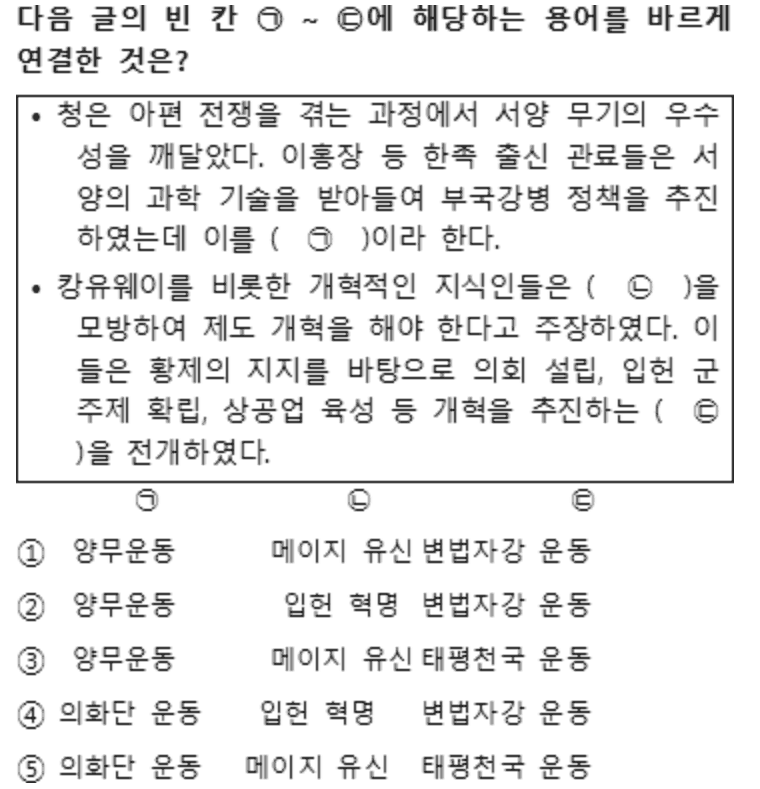 다음 글의 빈 칸 ㉠ ~ ㉢에 해당하는 용어를 바르게
연결한 것은?
• 청은 아편 전쟁을 겪는 과정에서 서양 무기의 우수
성을 깨달았다. 이홍장 등 한족 출신 관료들은 서
양의 과학 기술을 받아들여 부국강병 정책을 추진
하였는데 이를 ( ㉠ )이라 한다.
• 캉유웨이를 비롯한 개혁적인 지식인들은 ( ㉡ )을
모방하여 제도 개혁을 해야 한다고 주장하였다. 이
들은 황제의 지지를 바탕으로 의회 설립, 입헌 군
주제 확립, 상공업 육성 등 개혁을 추진하는 ( ㉢
)을 전개하였다.
㉠ ㉡ ㉢
① 양무운동 메이지 유신 변법자강 운동
② 양무운동 입헌 혁명 변법자강 운동
③ 양무운동 메이지 유신 태평천국 운동
④ 의화단 운동 입헌 혁명 변법자강 운동
⑤ 의화단 운동 메이지 유신 태평천국 운동